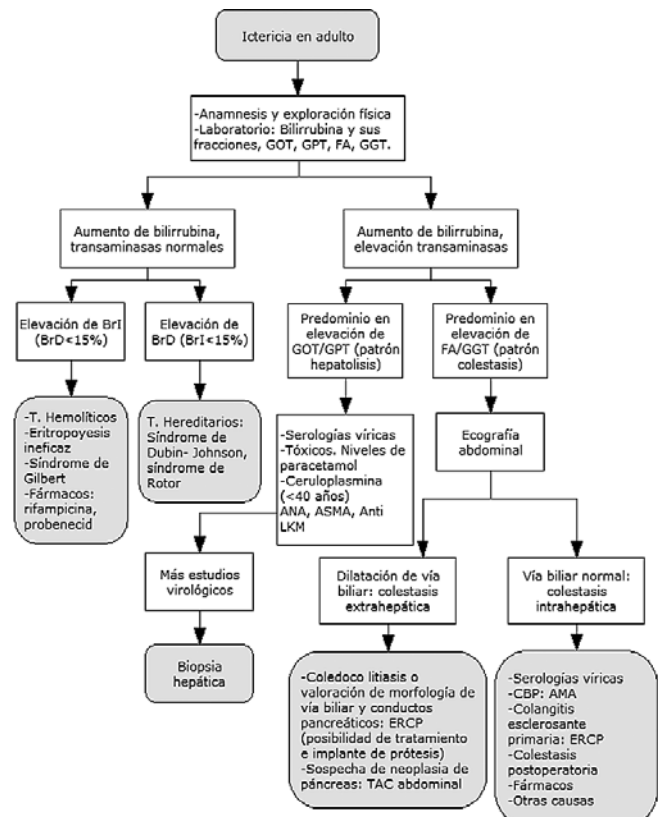 Ictericia en adulto
-Anamnesis y exploración física
-Laboratorio: Bilirrubina y sus
fracciones, GOT, GPT, FA, GGT.
Aumento de bilirrubina,
transaminasas normales
Aumento de bilirrubina,
elevación transaminasas
Elevación de BrI
(BrD<15%)
Elevación de
BrD (BrI<15%)
Predominio en
elevación de
GOT/GPT (patrón
hepatolisis)
Predominio en
elevación de
FA/GGT (patrón
colestasis)
-T. Hemolíticos
-Eritropoyesis
ineficaz
-Síndrome de
Gilbert
-Fármacos:
rifampicina,
probenecid
T. Hereditarios:
Síndrome de
Dubin- Johnson,
síndrome de
Rotor
-Serologías víricas
-Tóxicos. Niveles de
paracetamol
-Ceruloplasmina
(<40 años)
ANA, ASMA, Anti
LKM
Ecografía
abdominal
Más estudios
virológicos
Dilatación de vía
biliar: colestasis
extrahepática
Vía biliar normal:
colestasis
intrahepática
Biopsia
hepática
-Coledoco litiasis o
valoración de morfología de
vía biliar y conductos
pancreáticos: ERCP
(posibilidad de tratamiento
e implante de prótesis)
-Sospecha de neoplasia de
páncreas: TAC abdominal
-Serologías viricas
-CBP: AMA
-Colangitis
esclerosante
primaria: ERCP
-Colestasis
postoperatoria
-Fármacos
-Otras causas